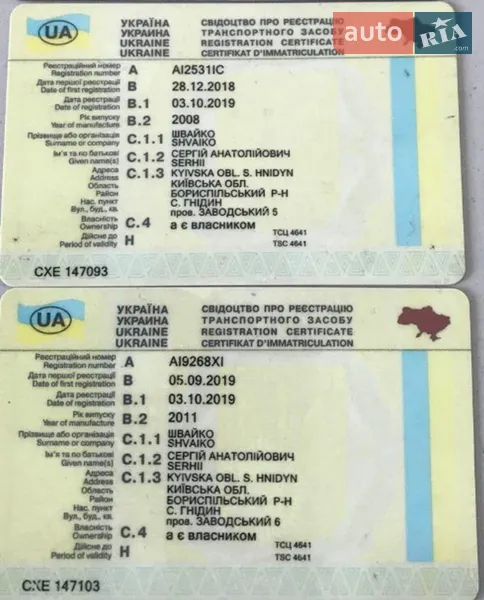 auto RIA.com
UA
УКРАЇНА СВІДОЦТВО ПРО РЕЄСТРАЦІЮ
УКРАИНА ТРАНСПОРТНОГО ЗАСОБУ
UKRAINE REGISTRATION CERTIFICATE
UKRAINE CERTIFIKAT D'IMMATRICULATION
Реєстраційний номер
Registration number A AI2531IC
Дата першої реєстрації
Date of first registration B 28.12.2018
Дата реєстрації
Date of registration B.1 03.10.2019
Рік випуску
Year of manufacture B.2 2008
Прізвище або організація C.1.1 ШВАЙКО
Surname or company SHVAIKO
Ім'я та по батькові C.1.2 СЕРГІЙ АНАТОЛІЙОВИЧ
Given name(s) SERHII
Адреса C.1.3 KYIVSKA OBL. S. HNIDYN
Address
Область КИЇВСЬКА ОБЛ.
Район БОРИСПІЛЬСЬКИЙ Р-Н
Нас. пункт С. ГНІДИН
Вул., буд., кв. пров. ЗАВОДСЬКИЙ 5
Власність
Ownership C.4 а є власником
Дійсне до ТСЦ 4641
Period of validity H TSC 4641
CXE 147093
UA
УКРАЇНА СВІДОЦТВО ПРО РЕЄСТРАЦІЮ
УКРАИНА ТРАНСПОРТНОГО ЗАСОБУ
UKRAINE REGISTRATION CERTIFICATE
UKRAINE CERTIFIKAT D'IMMATRICULATION
Реєстраційний номер
Registration number A AI9268XI
Дата першої реєстрації
Date of first registration B 05.09.2019
Дата реєстрації
Date of registration B.1 03.10.2019
Рік випуску
Year of manufacture B.2 2011
Прізвище або організація C.1.1 ШВАЙКО
Surname or company SHVAIKO
Ім'я та по батькові C.1.2 СЕРГІЙ АНАТОЛІЙОВИЧ
Given name(s) SERHII
Адреса C.1.3 KYIVSKA OBL. S. HNIDYN
Address
Область КИЇВСЬКА ОБЛ.
Район БОРИСПІЛЬСЬКИЙ Р-Н
Нас. пункт С. ГНІДИН
Вул., буд., кв. пров. ЗАВОДСЬКИЙ 6
Власність
Ownership C.4 а є власником
Дійсне до ТСЦ 4641
Period of validity H TSC 4641
CXE 147103